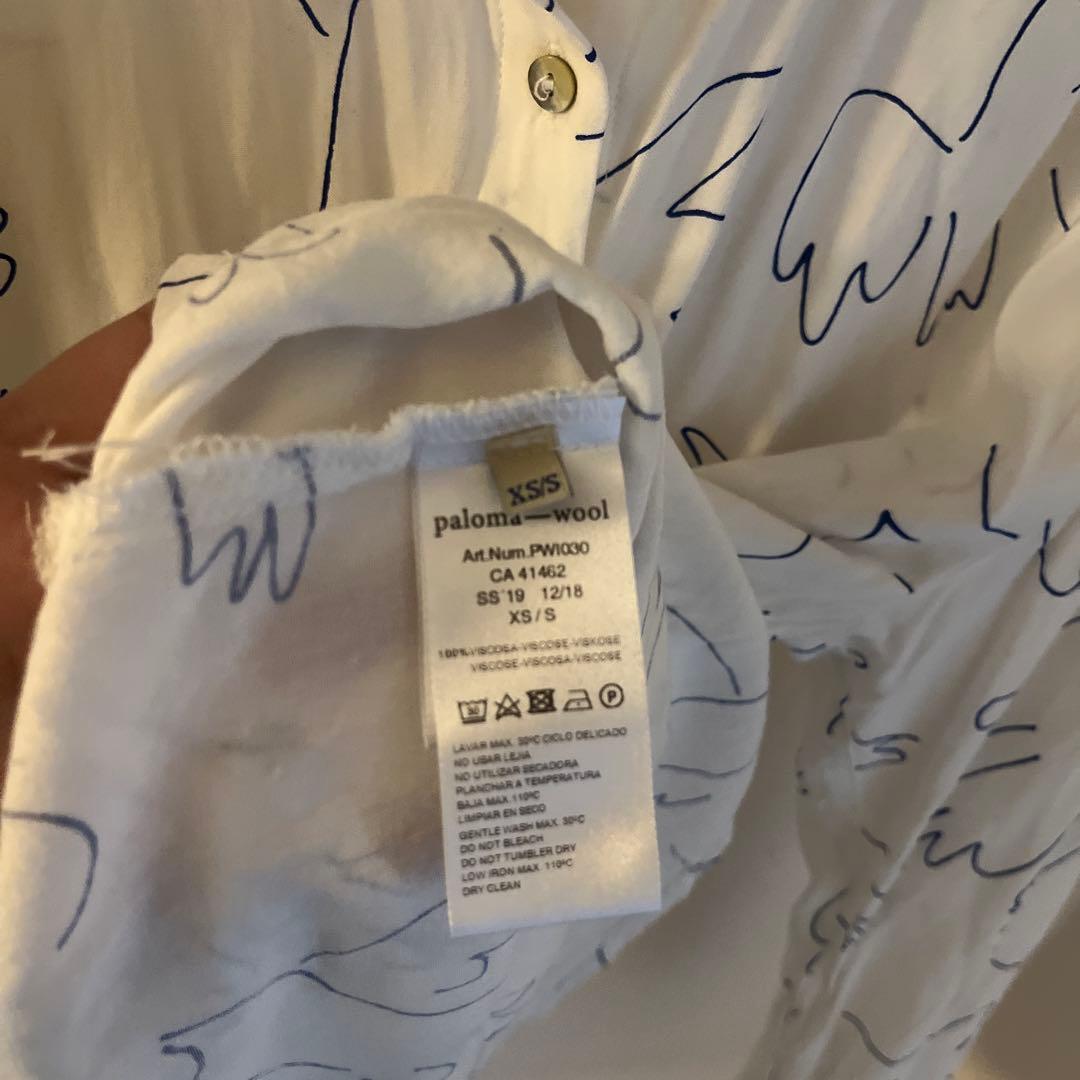 XS/S
paloma—wool
Art.Num.PWI030
CA 41462
SS'19 12/18
XS / S
100%VISCOSA-VISCOSE-VISKOSE
VISCOSE-VISCOSA-VISCOSE
30 P
LAVAR MAX. 30ºC CICLO DELICADO
NO USAR LEJIA
NO UTILIZAR SECADORA
PLANCHAR A TEMPERATURA
BAJA MAX.110ºC
LIMPIAR EN SECO
GENTLE WASH MAX. 30ºC
DO NOT BLEACH
DO NOT TUMBLER DRY
LOW IRON MAX. 110ºC
DRY CLEAN